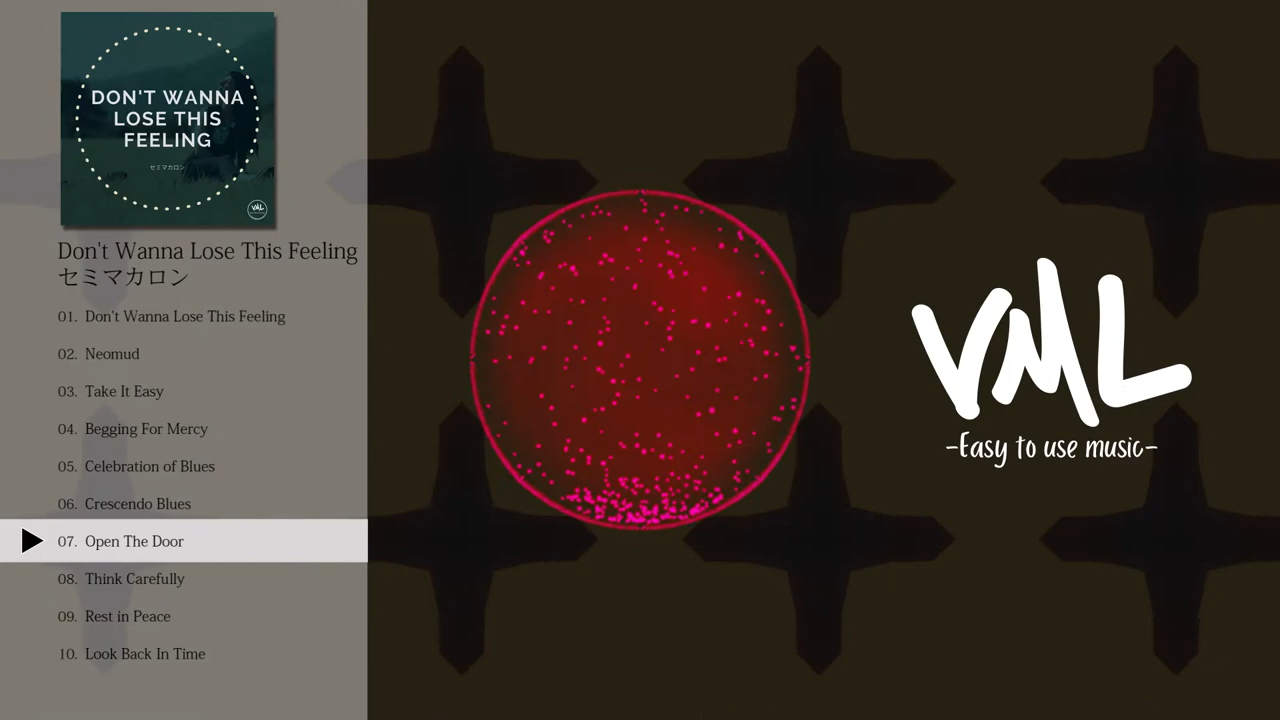 DON'T WANNA
LOSE THIS
FEELING
セミマカロン
VML
Don't Wanna Lose This Feeling
セミマカロン
01. Don't Wanna Lose This Feeling
02. Neomud
03. Take It Easy
04. Begging For Mercy
05. Celebration of Blues
06. Crescendo Blues
07. Open The Door
08. Think Carefully
09. Rest in Peace
10. Look Back In Time
VML
-Easy to use music-